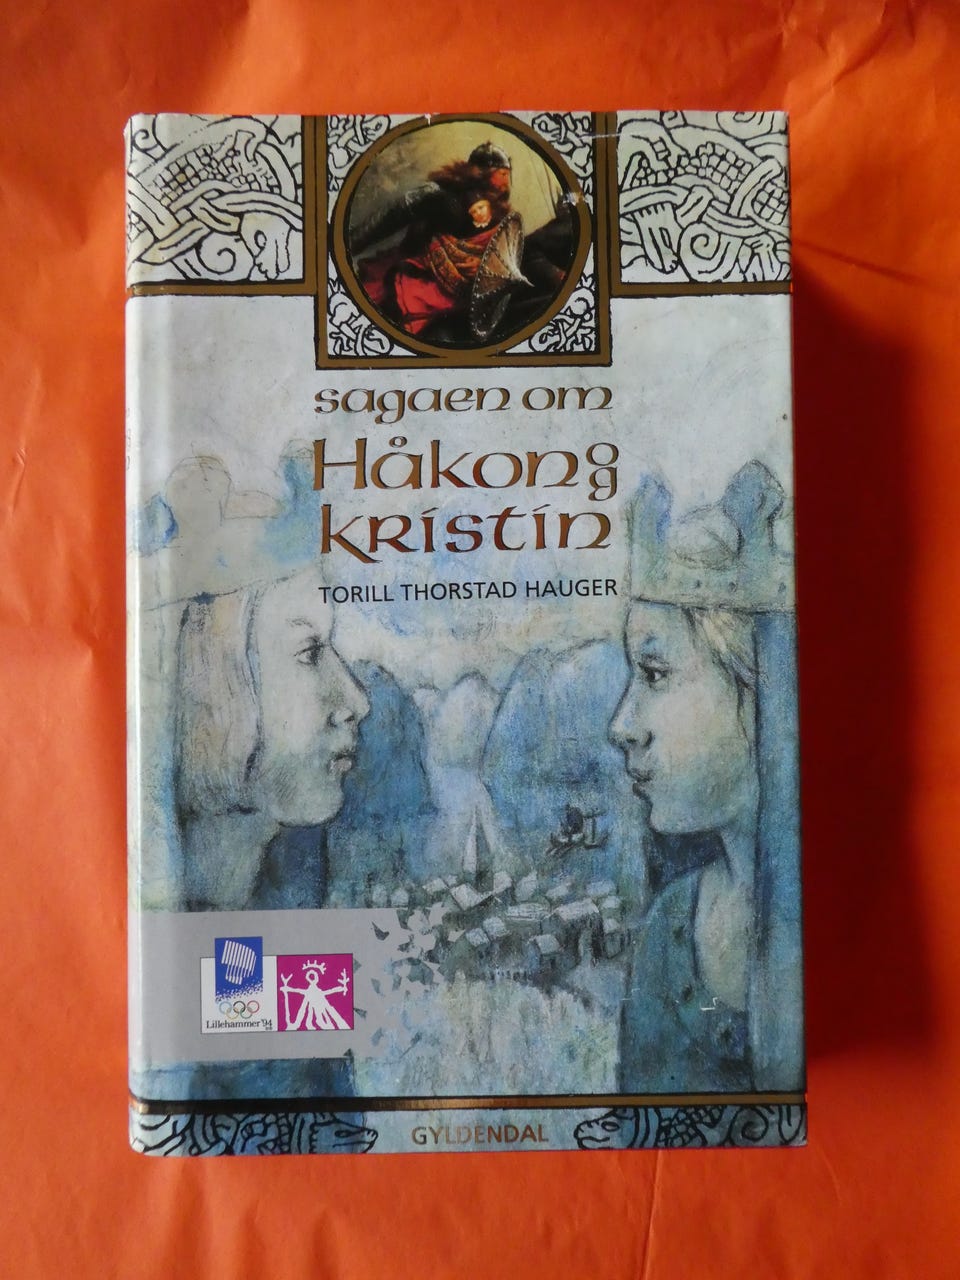 sagaen om
Håkon og
kristin
TORILL THORSTAD HAUGER
Lillehammer '94
GYLDENDAL